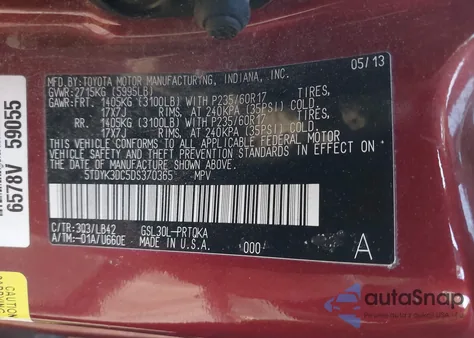 MFD. BY: TOYOTA MOTOR MANUFACTURING, INDIANA, INC. 05/13
GVWR: 2715KG (5995LB)
GAWR: FRT. 1405KG (3100LB) WITH P235/60R17 TIRES,
17X7J RIMS, AT 240KPA (35PSI) COLD.
RR. 1405KG (3100LB) WITH P235/60R17 TIRES,
17X7J RIMS, AT 240KPA (35PSI) COLD.
THIS VEHICLE CONFORMS TO ALL APPLICABLE FEDERAL MOTOR
VEHICLE SAFETY, BUMPER, AND THEFT PREVENTION STANDARDS
IN EFFECT ON THE DATE OF MANUFACTURE SHOWN ABOVE.
5TDYK3DC5DS370365 MPV
C/TR: 3Q3/LB42 GSL30L-PRTQKA
A/TM: -01A/U660E MADE IN U.S.A. 000 A
6578V 59055
CAUTION
autoSnap